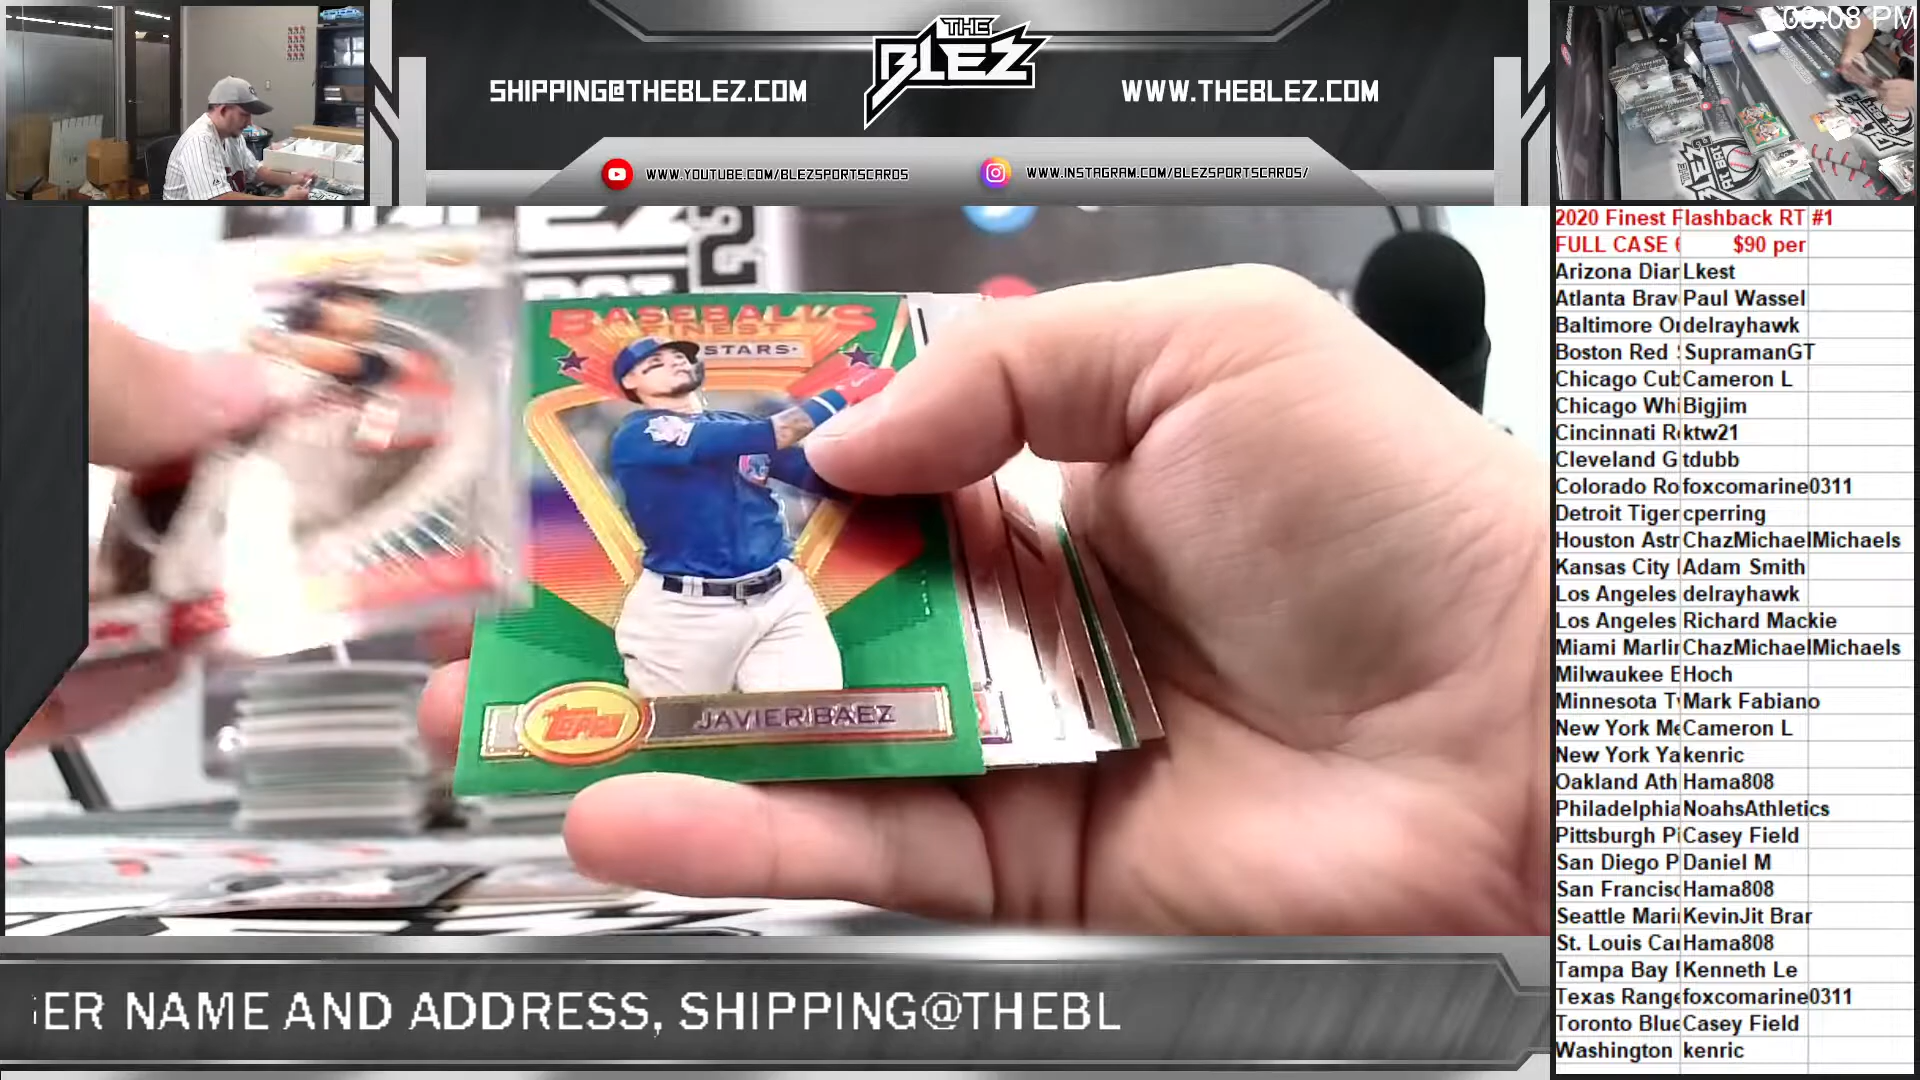 THE
BLEZ
SHIPPING@THEBLEZ.COM
WWW.THEBLEZ.COM
WWW.YOUTUBE.COM/BLEZSPORTSCARDS
WWW.INSTAGRAM.COM/BLEZSPORTSCARDS/
:08 PM
2020 Finest Flashback RT #1
FULL CASE $90 per
Arizona Diar Lkest
Atlanta Brav Paul Wassel
Baltimore Or delrayhawk
Boston Red SupramanGT
Chicago Cub Cameron L
Chicago Whi Bigjim
Cincinnati R ktw21
Cleveland G tdubb
Colorado Ro foxcomarine0311
Detroit Tiger cperring
Houston Astr ChazMichaelMichaels
Kansas City Adam Smith
Los Angeles delrayhawk
Los Angeles Richard Mackie
Miami Marlin ChazMichaelMichaels
Milwaukee Hoch
Minnesota T Mark Fabiano
New York Me Cameron L
New York Ya kenric
Oakland Ath Hama808
Philadelphia NoahsAthletics
Pittsburgh Pi Casey Field
San Diego P Daniel M
San Francisc Hama808
Seattle Mari KevinJit Brar
St. Louis Car Hama808
Tampa Bay Kenneth Le
Texas Range foxcomarine0311
Toronto Blue Casey Field
Washington kenric
BASEBALL'S
FINEST
STARS
TOPPS
JAVIER BAEZ
ER NAME AND ADDRESS, SHIPPING@THEBL